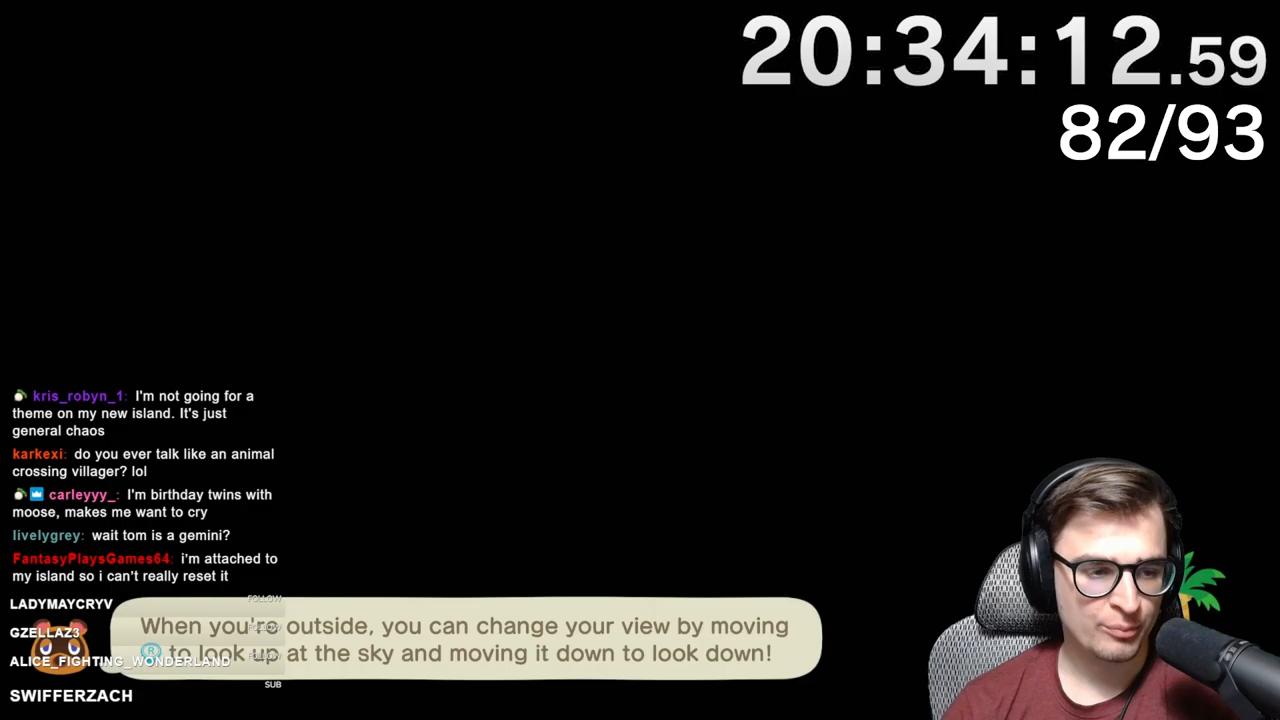 20:34:12.59
82/93
kris_robyn_1: I'm not going for a
theme on my new island. It's just
general chaos
karkexi: do you ever talk like an animal
crossing villager? lol
carleyyy_: I'm birthday twins with
moose, makes me want to cry
livelygrey: wait tom is a gemini?
FantasyPlaysGames64: i'm attached to
my island so i can't really reset it
LADYMAYCRYV FOLLOW
GZELLAZ3 FOLLOW
ALICE_FIGHTING_WONDERLAND FOLLOW
SWIFFERZACH SUB
When you're outside, you can change your view by moving
R to look up at the sky and moving it down to look down!